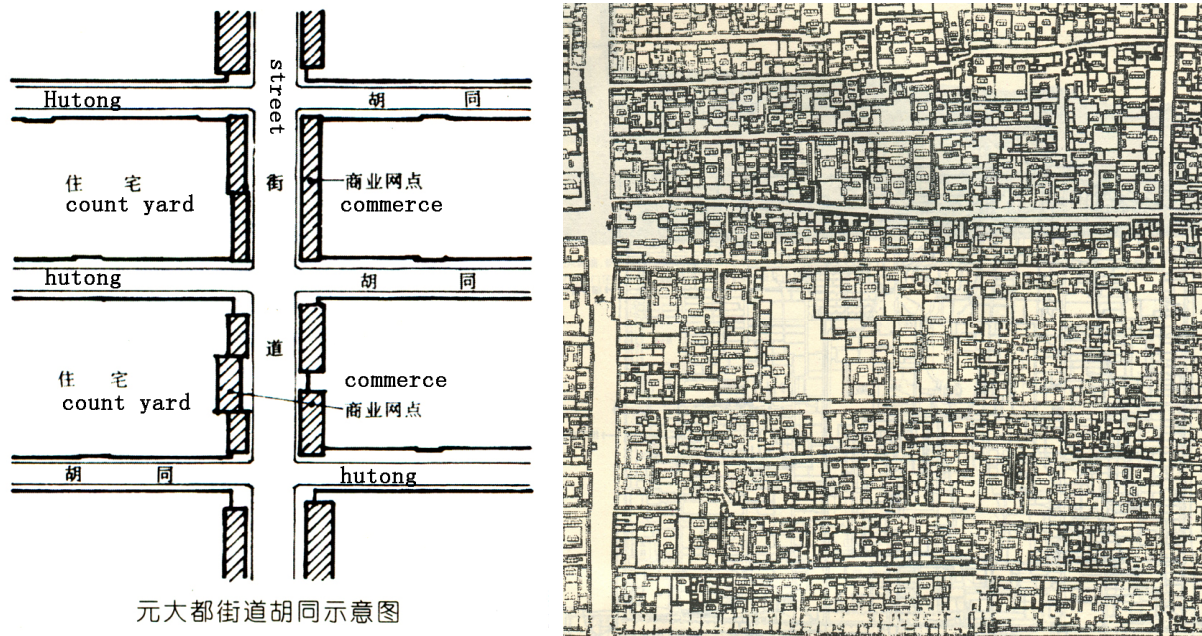 street
Hutong 胡 同
住 宅
count yard
街
商业网点
commerce
hutong 胡 同
道
住 宅
count yard
commerce
商业网点
胡 同 hutong
元大都街道胡同示意图